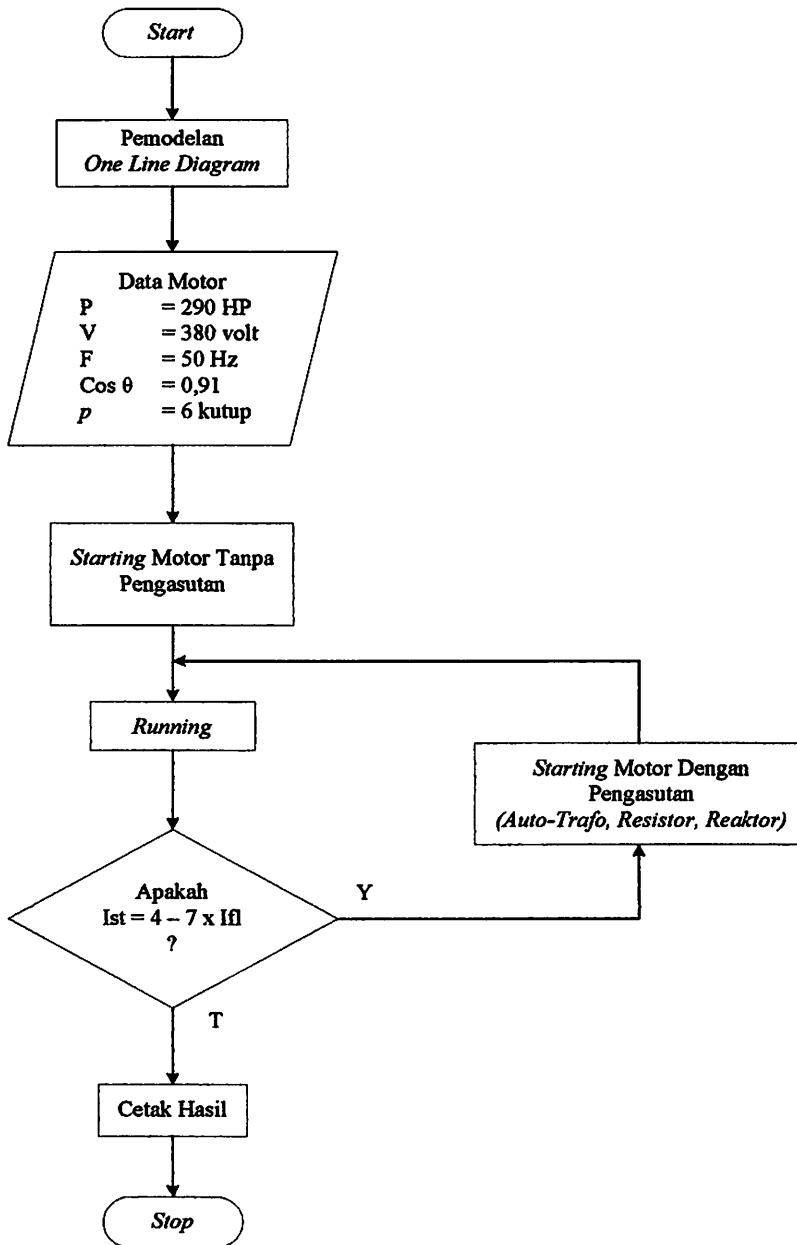 Start
Pemodelan
One Line Diagram
Data Motor
P = 290 HP
V = 380 volt
F = 50 Hz
Cos θ = 0,91
p = 6 kutup
Starting Motor Tanpa
Pengasutan
Running
Starting Motor Dengan
Pengasutan
(Auto-Trafo, Resistor, Reaktor)
Apakah
Ist = 4 – 7 x Ifl
?
Y
T
Cetak Hasil
Stop